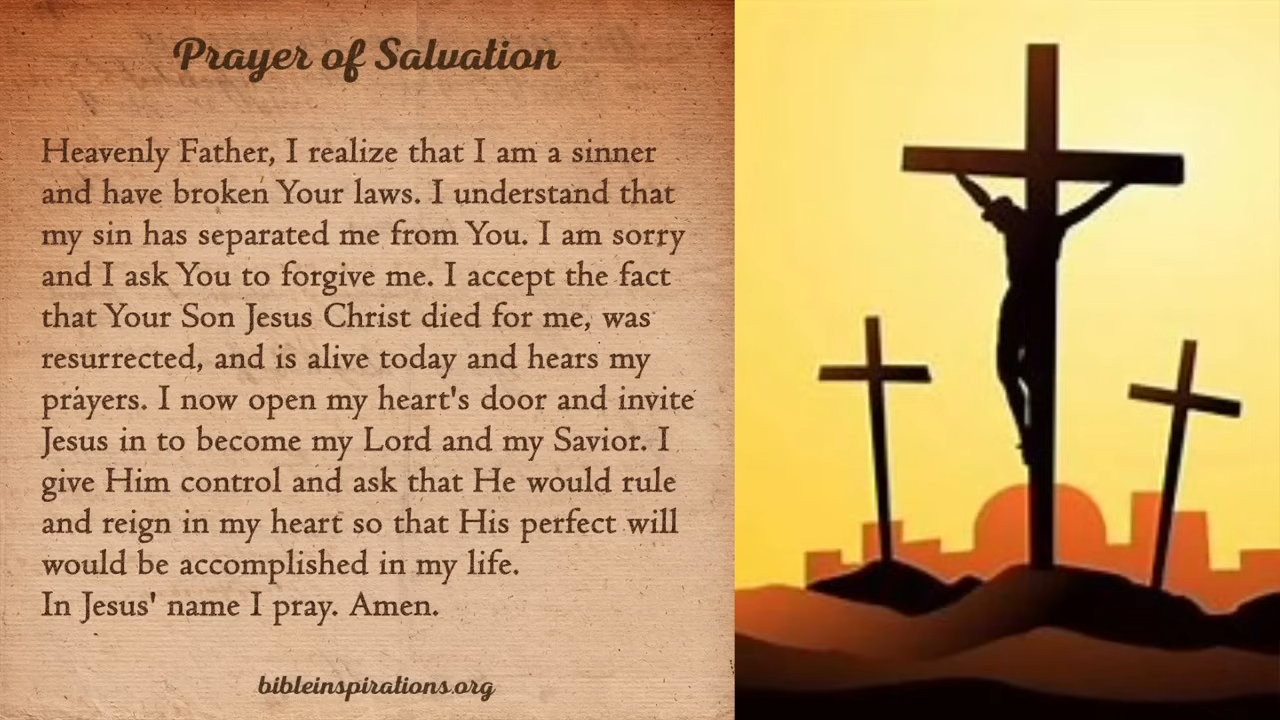 Prayer of Salvation
Heavenly Father, I realize that I am a sinner
and have broken Your laws. I understand that
my sin has separated me from You. I am sorry
and I ask You to forgive me. I accept the fact
that Your Son Jesus Christ died for me, was
resurrected, and is alive today and hears my
prayers. I now open my heart's door and invite
Jesus in to become my Lord and my Savior. I
give Him control and ask that He would rule
and reign in my heart so that His perfect will
would be accomplished in my life.
In Jesus' name I pray. Amen.
bibleinspirations.org